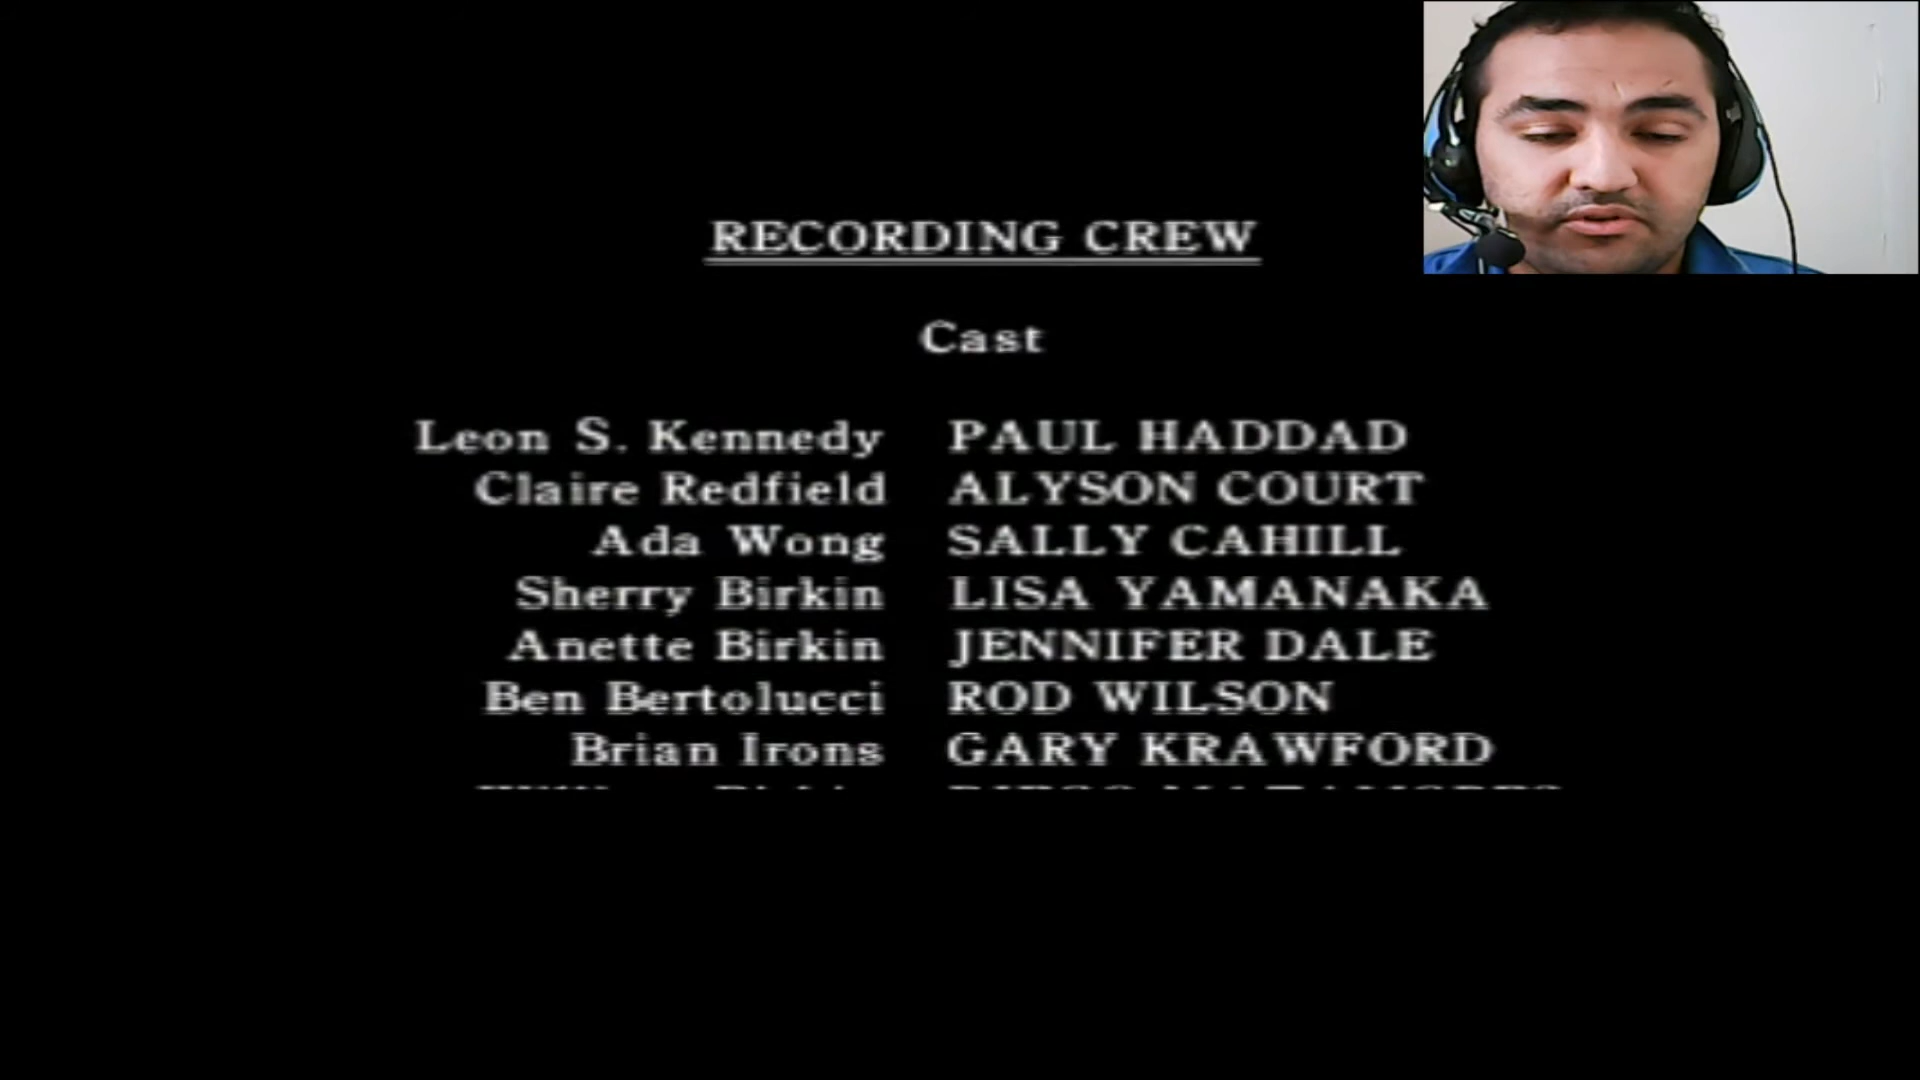 RECORDING CREW
Cast
Leon S. Kennedy PAUL HADDAD
Claire Redfield ALYSON COURT
Ada Wong SALLY CAHILL
Sherry Birkin LISA YAMANAKA
Anette Birkin JENNIFER DALE
Ben Bertolucci ROD WILSON
Brian Irons GARY KRAWFORD